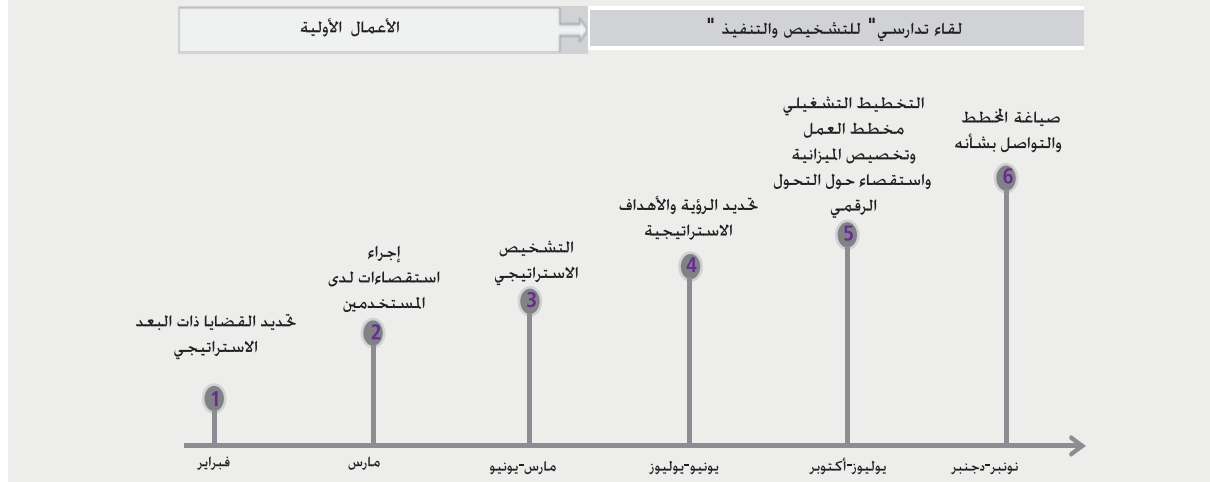 الأعمال الأولية
لقاء تدارسي" للتشخيص والتنفيذ "
تحديد القضايا ذات البعد
الاستراتيجي
1
فبراير
إجراء
استقصاءات لدى
المستخدمين
2
مارس
التشخيص
الاستراتيجي
3
مارس-يونيو
تحديد الرؤية والأهداف
الاستراتيجية
4
يونيو-يوليوز
التخطيط التشغيلي
مخطط العمل
وتخصيص الميزانية
واستقصاء حول التحول
الرقمي
5
يوليوز-أكتوبر
صياغة المخطط
والتواصل بشأنه
6
نونبر-دجنبر